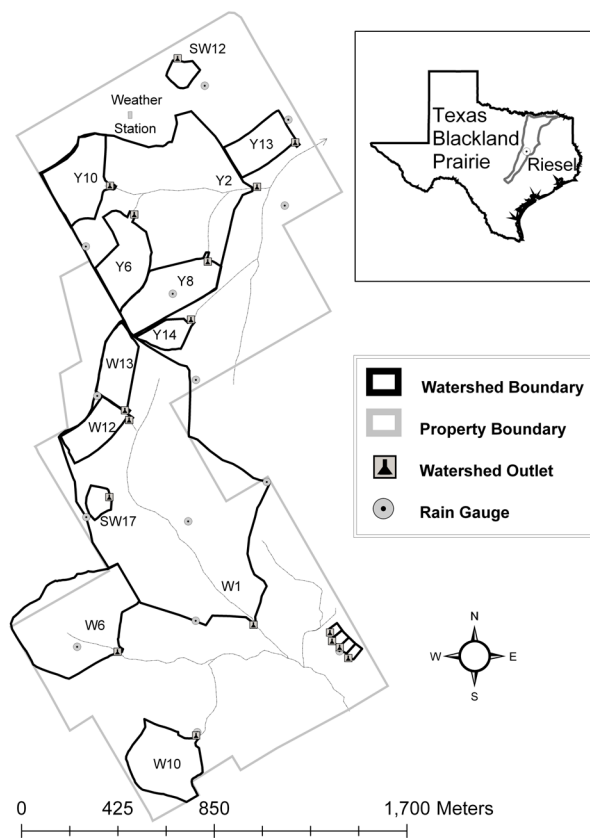 SW12
Weather
Station
Y13
Y10
Y2
Y6
Y8
Y14
W13
W12
SW17
W1
W6
W10
Texas
Blackland
Prairie
Riesel
Watershed Boundary
Property Boundary
Watershed Outlet
Rain Gauge
N
W E
S
0 425 850 1,700 Meters